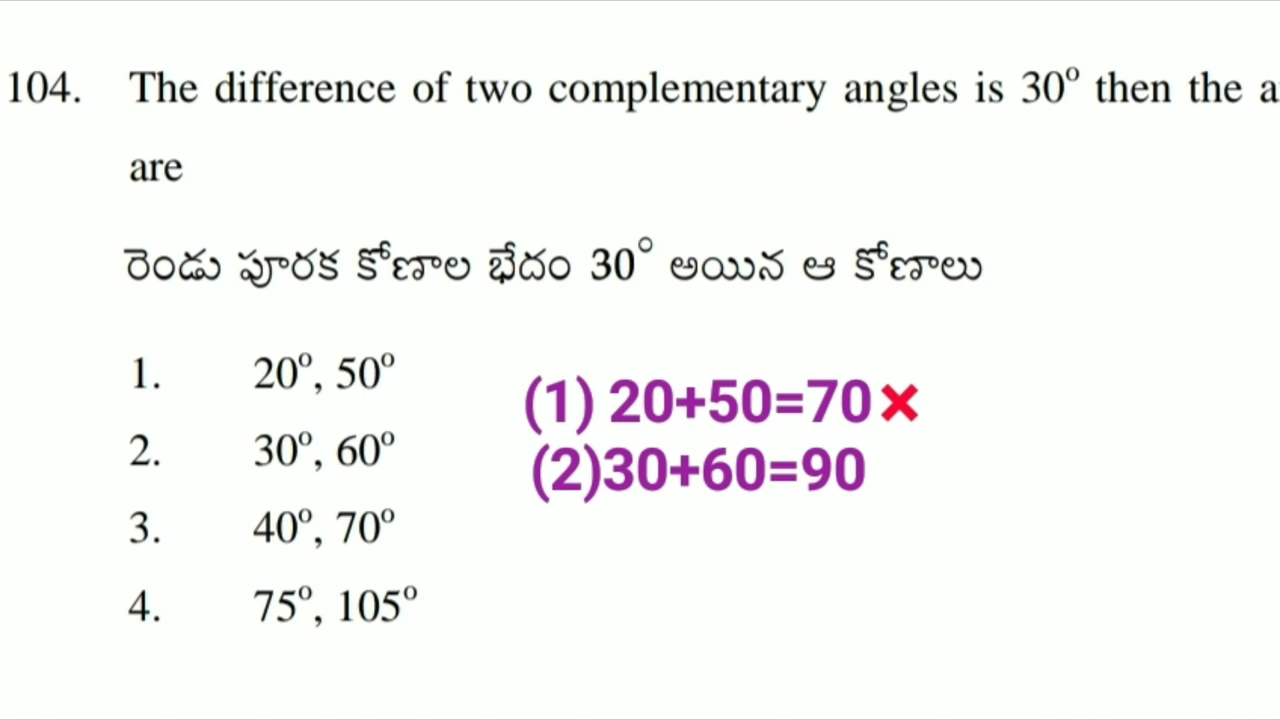 104. The difference of two complementary angles is 30° then the
are
రెండు పూరక కోణాల భేదం 30° అయిన ఆ కోణాలు
1. 20°, 50°
(1) 20+50=70❌
2. 30°, 60°
(2)30+60=90
3. 40°, 70°
4. 75°, 105°